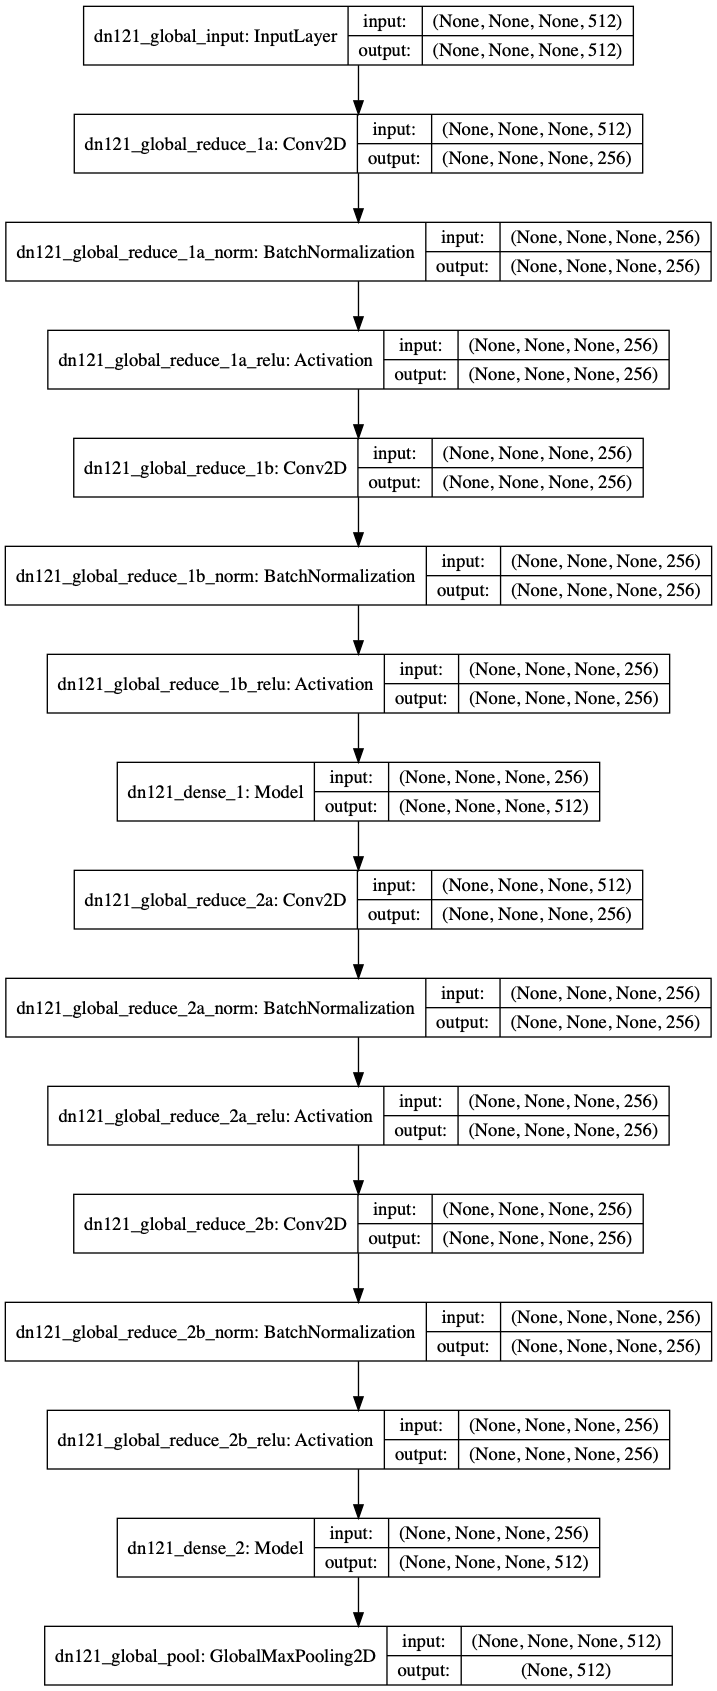 dn121_global_input: InputLayer
input: (None, None, None, 512)
output: (None, None, None, 512)
dn121_global_reduce_1a: Conv2D
input: (None, None, None, 512)
output: (None, None, None, 256)
dn121_global_reduce_1a_norm: BatchNormalization
input: (None, None, None, 256)
output: (None, None, None, 256)
dn121_global_reduce_1a_relu: Activation
input: (None, None, None, 256)
output: (None, None, None, 256)
dn121_global_reduce_1b: Conv2D
input: (None, None, None, 256)
output: (None, None, None, 256)
dn121_global_reduce_1b_norm: BatchNormalization
input: (None, None, None, 256)
output: (None, None, None, 256)
dn121_global_reduce_1b_relu: Activation
input: (None, None, None, 256)
output: (None, None, None, 256)
dn121_dense_1: Model
input: (None, None, None, 256)
output: (None, None, None, 512)
dn121_global_reduce_2a: Conv2D
input: (None, None, None, 512)
output: (None, None, None, 256)
dn121_global_reduce_2a_norm: BatchNormalization
input: (None, None, None, 256)
output: (None, None, None, 256)
dn121_global_reduce_2a_relu: Activation
input: (None, None, None, 256)
output: (None, None, None, 256)
dn121_global_reduce_2b: Conv2D
input: (None, None, None, 256)
output: (None, None, None, 256)
dn121_global_reduce_2b_norm: BatchNormalization
input: (None, None, None, 256)
output: (None, None, None, 256)
dn121_global_reduce_2b_relu: Activation
input: (None, None, None, 256)
output: (None, None, None, 256)
dn121_dense_2: Model
input: (None, None, None, 256)
output: (None, None, None, 512)
dn121_global_pool: GlobalMaxPooling2D
input: (None, None, None, 512)
output: (None, 512)